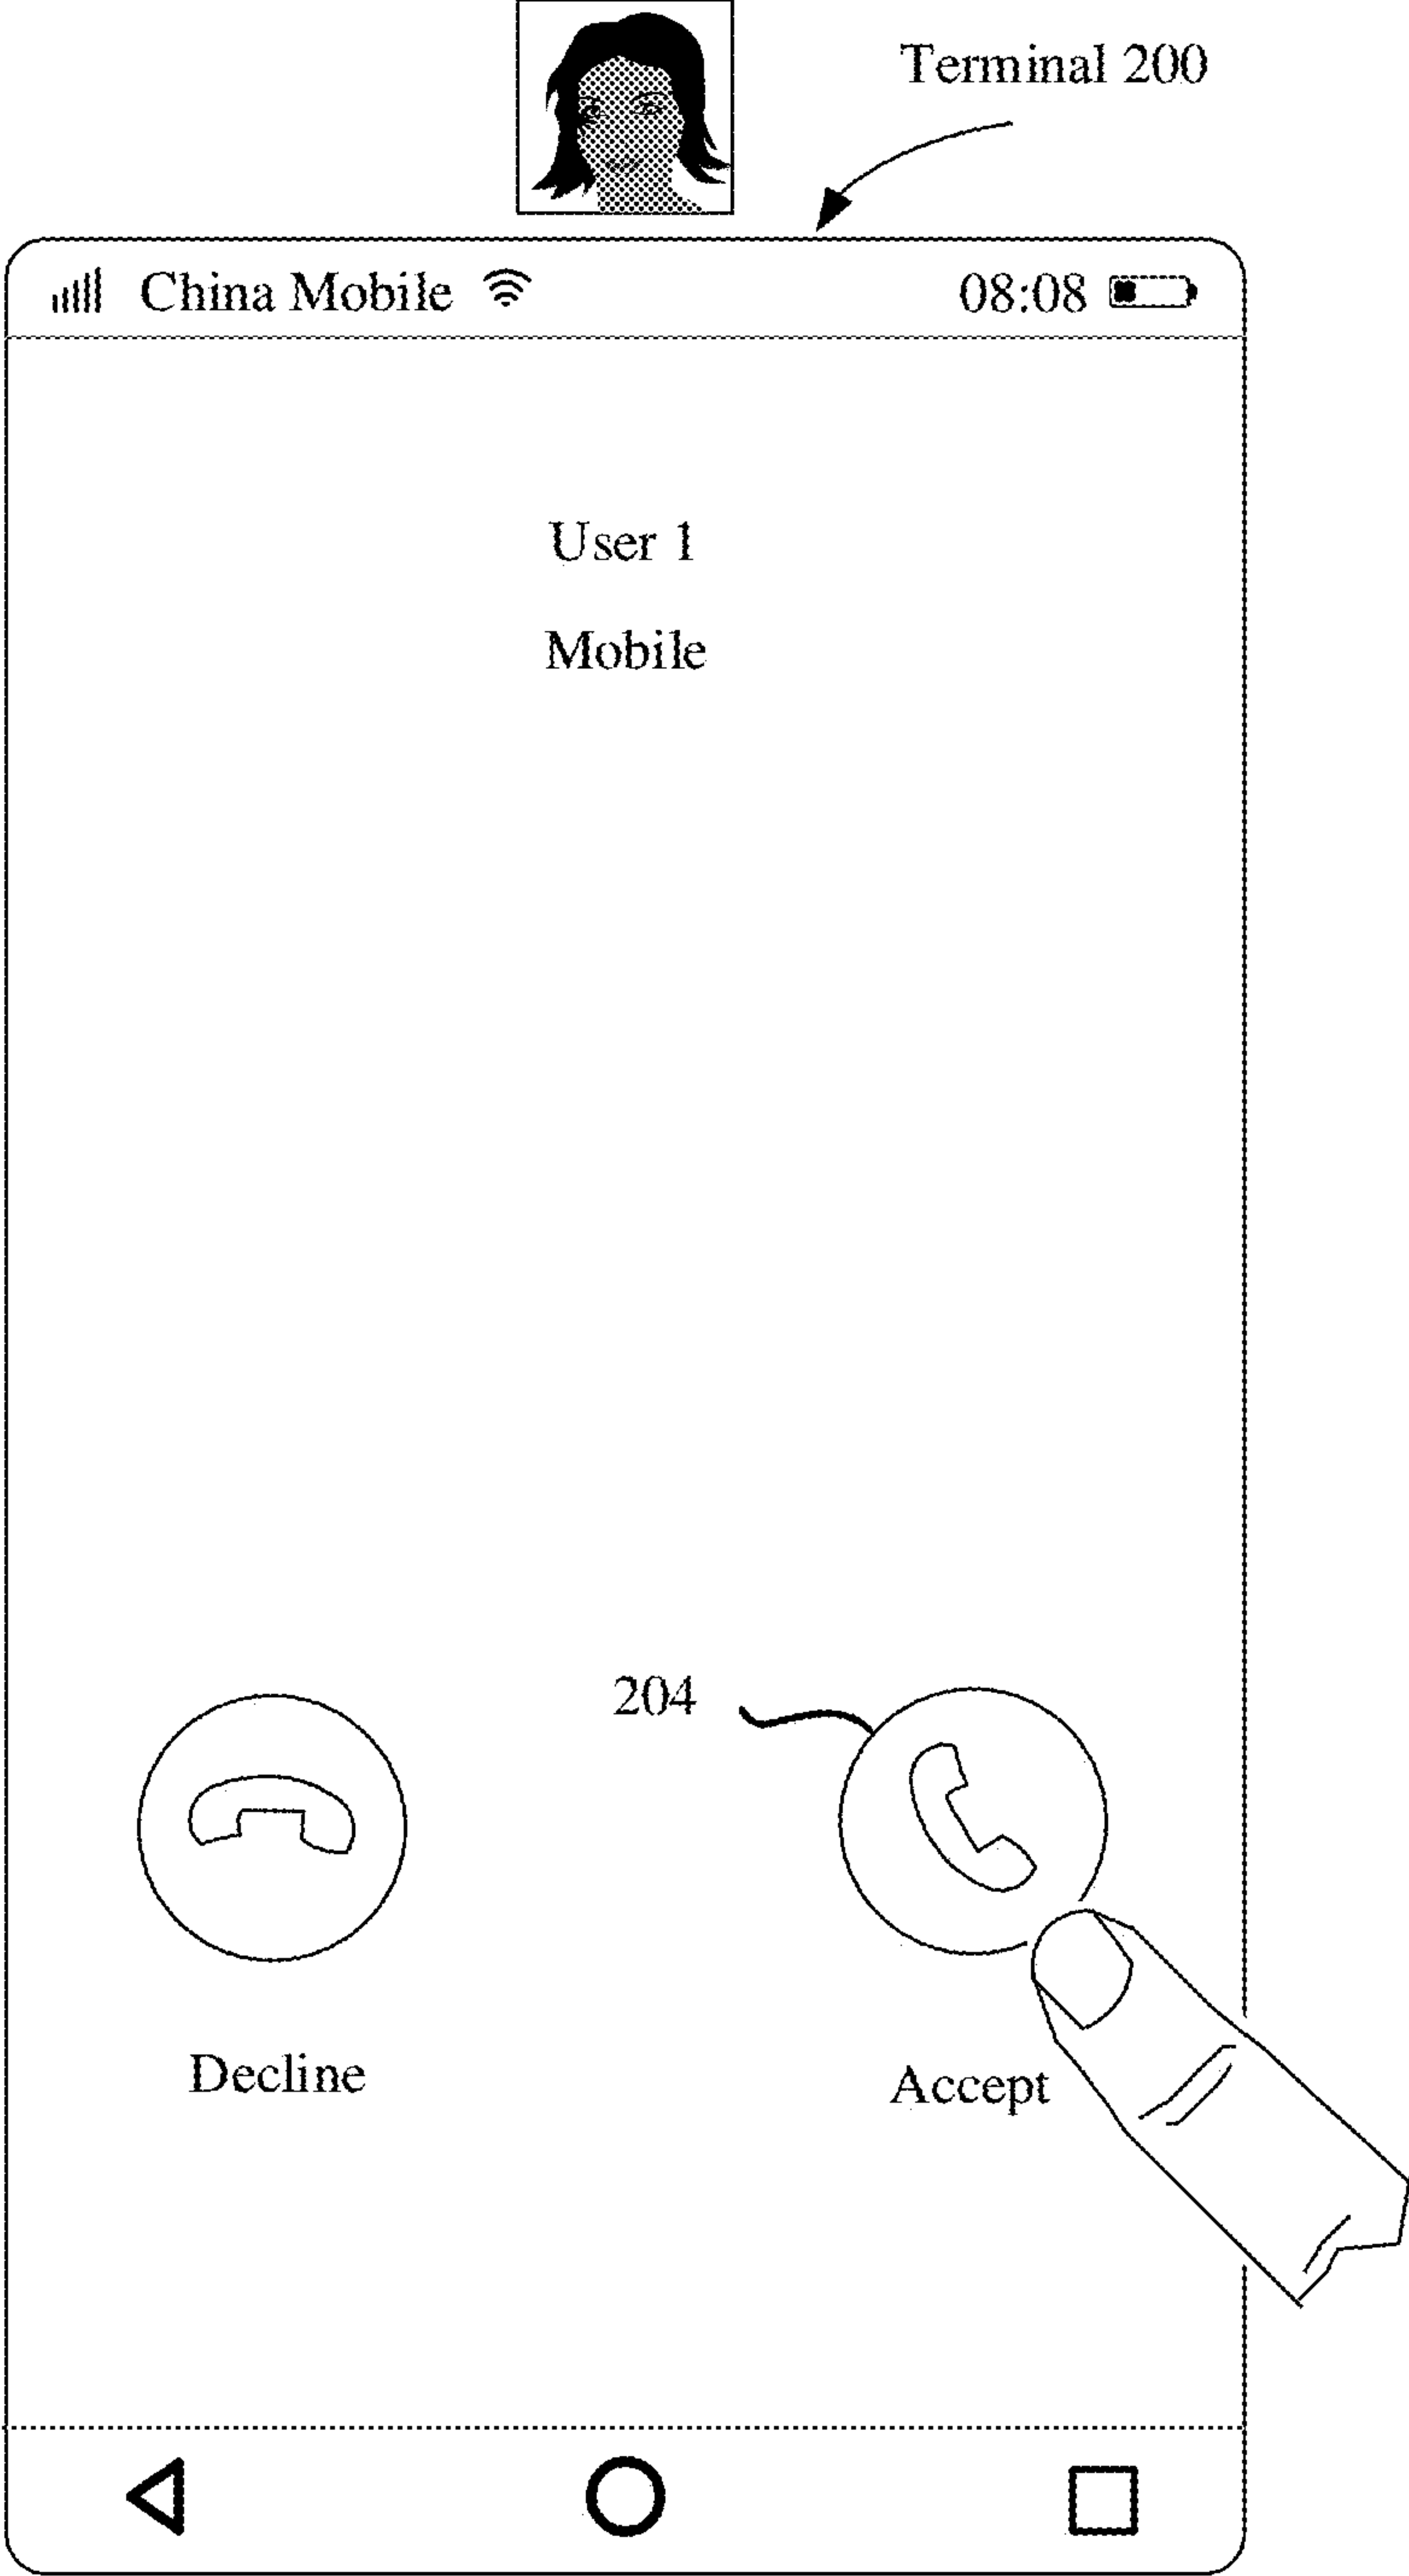 Terminal 200
China Mobile 08:08
User 1
Mobile
204
Decline
Accept